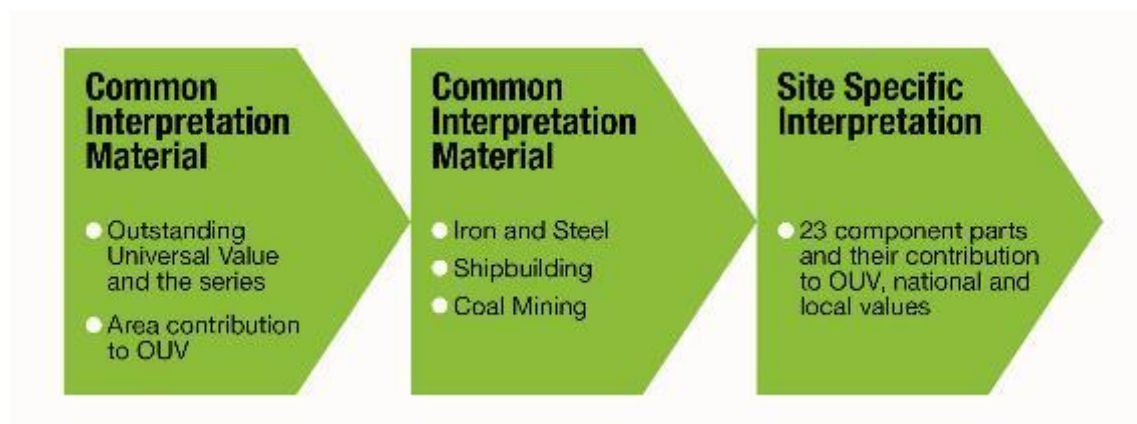 Common
Interpretation
Material
Outstanding
Universal Value
and the series
Area contribution
to OUV
Common
Interpretation
Material
Iron and Steel
Shipbuilding
Coal Mining
Site Specific
Interpretation
23 component parts
and their contribution
to OUV, national and
local values